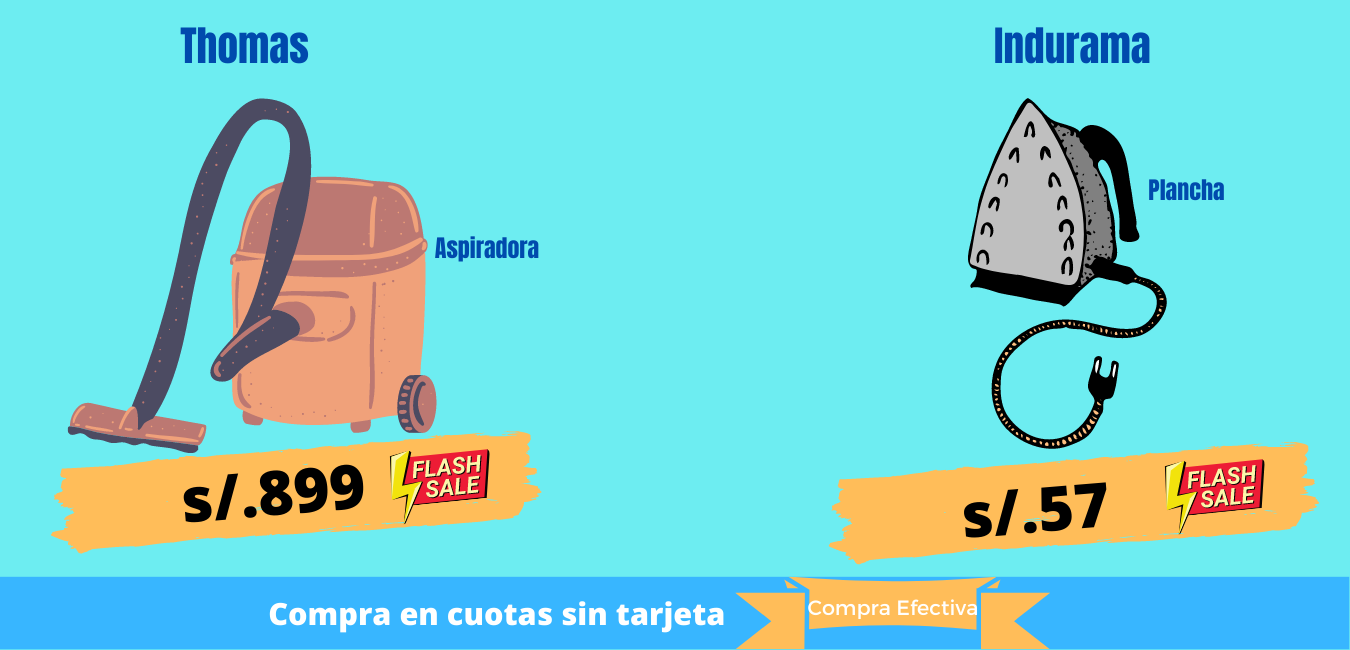 Thomas
Aspiradora
s/.899
FLASH
SALE
Indurama
Plancha
s/.57
FLASH
SALE
Compra en cuotas sin tarjeta
Compra Efectiva